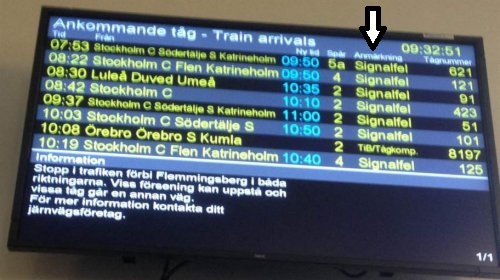 Ankommande tåg - Train arrivals 09:32:51
Tid Från Ny tid Spår Anmärkning Tågnummer
07:53 Stockholm C Södertälje S Katrineholm 09:50 5a Signalfel 621
08:22 Stockholm C Flen Katrineholm 09:50 4 Signalfel 121
08:30 Luleå Duved Umeå 10:35 2 Signalfel 91
08:42 Stockholm C 10:10 2 Signalfel 423
09:37 Stockholm C Södertälje S Katrineholm 11:00 2 Signalfel 51
10:03 Stockholm C Södertälje S 10:50 2 Signalfel 101
10:08 Örebro Örebro S Kumla 2 TiB/Tågkomp. 8197
10:19 Stockholm C Flen Katrineholm 10:40 4 Signalfel 125
Information
Stopp i trafiken förbi Flemmingsberg i båda
riktningarna. Viss försening kan uppstå och
vissa tåg går en annan väg.
För mer information kontakta ditt
järnvägsföretag.
1/1